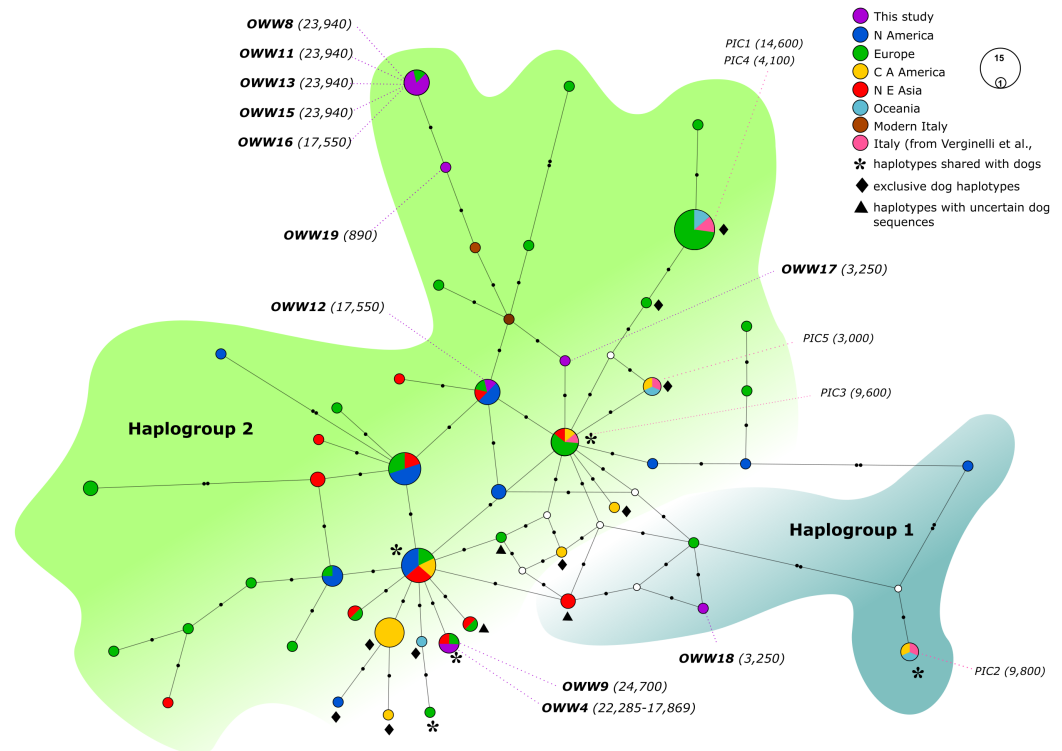 OWW8 (23,940)
OWW11 (23,940)
OWW13 (23,940)
OWW15 (23,940)
OWW16 (17,550)
OWW19 (890)
OWW12 (17,550)
PIC1 (14,600)
PIC4 (4,100)
OWW17 (3,250)
PIC5 (3,000)
PIC3 (9,600)
Haplogroup 2
Haplogroup 1
OWW18 (3,250)
PIC2 (9,800)
OWW9 (24,700)
OWW4 (22,285-17,869)
This study
N America
Europe
C A America
N E Asia
Oceania
Modern Italy
Italy (from Verginelli et al.,
haplotypes shared with dogs
exclusive dog haplotypes
haplotypes with uncertain dog
sequences
15
1